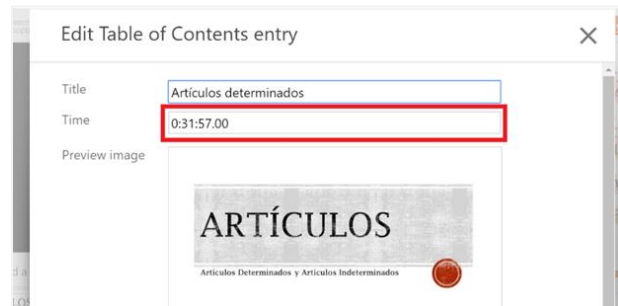 Edit Table of Contents entry
Title
Artículos determinados
Time
0:31:57.00
Preview image
ARTÍCULOS
Artículos Determinados y Artículos Indeterminados